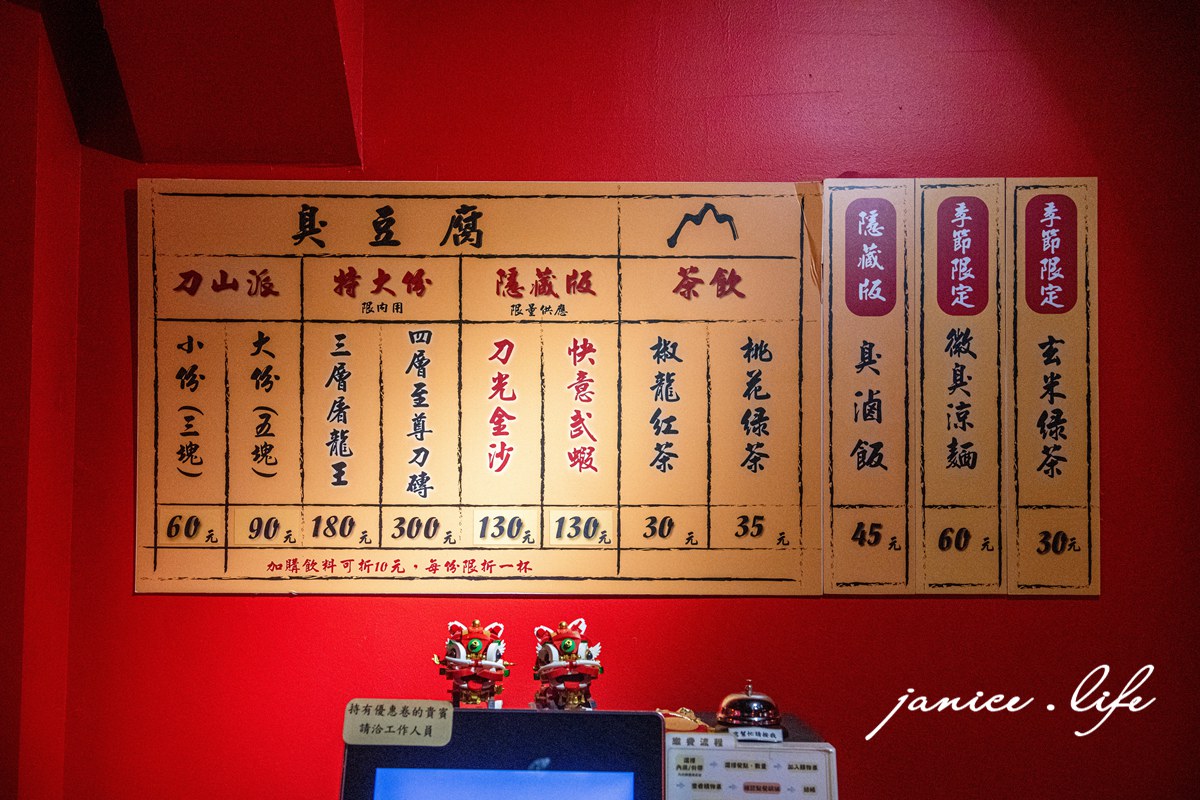 臭豆腐
刀山派
小份(三塊)
60元
大份(五塊)
90元
特大份
限內用
三層屠龍王
180元
四層至尊刀磚
300元
隱藏版
限量供應
刀光金沙
130元
快意武蝦
130元
茶飲
椒龍紅茶
30元
桃花绿茶
35元
加購飲料可折10元，每份限折一杯
隱藏版
臭滷飯
45元
季節限定
微臭涼麵
60元
季節限定
玄米绿茶
30元
持有優惠卷的貴賓
請洽工作人員
janice.life